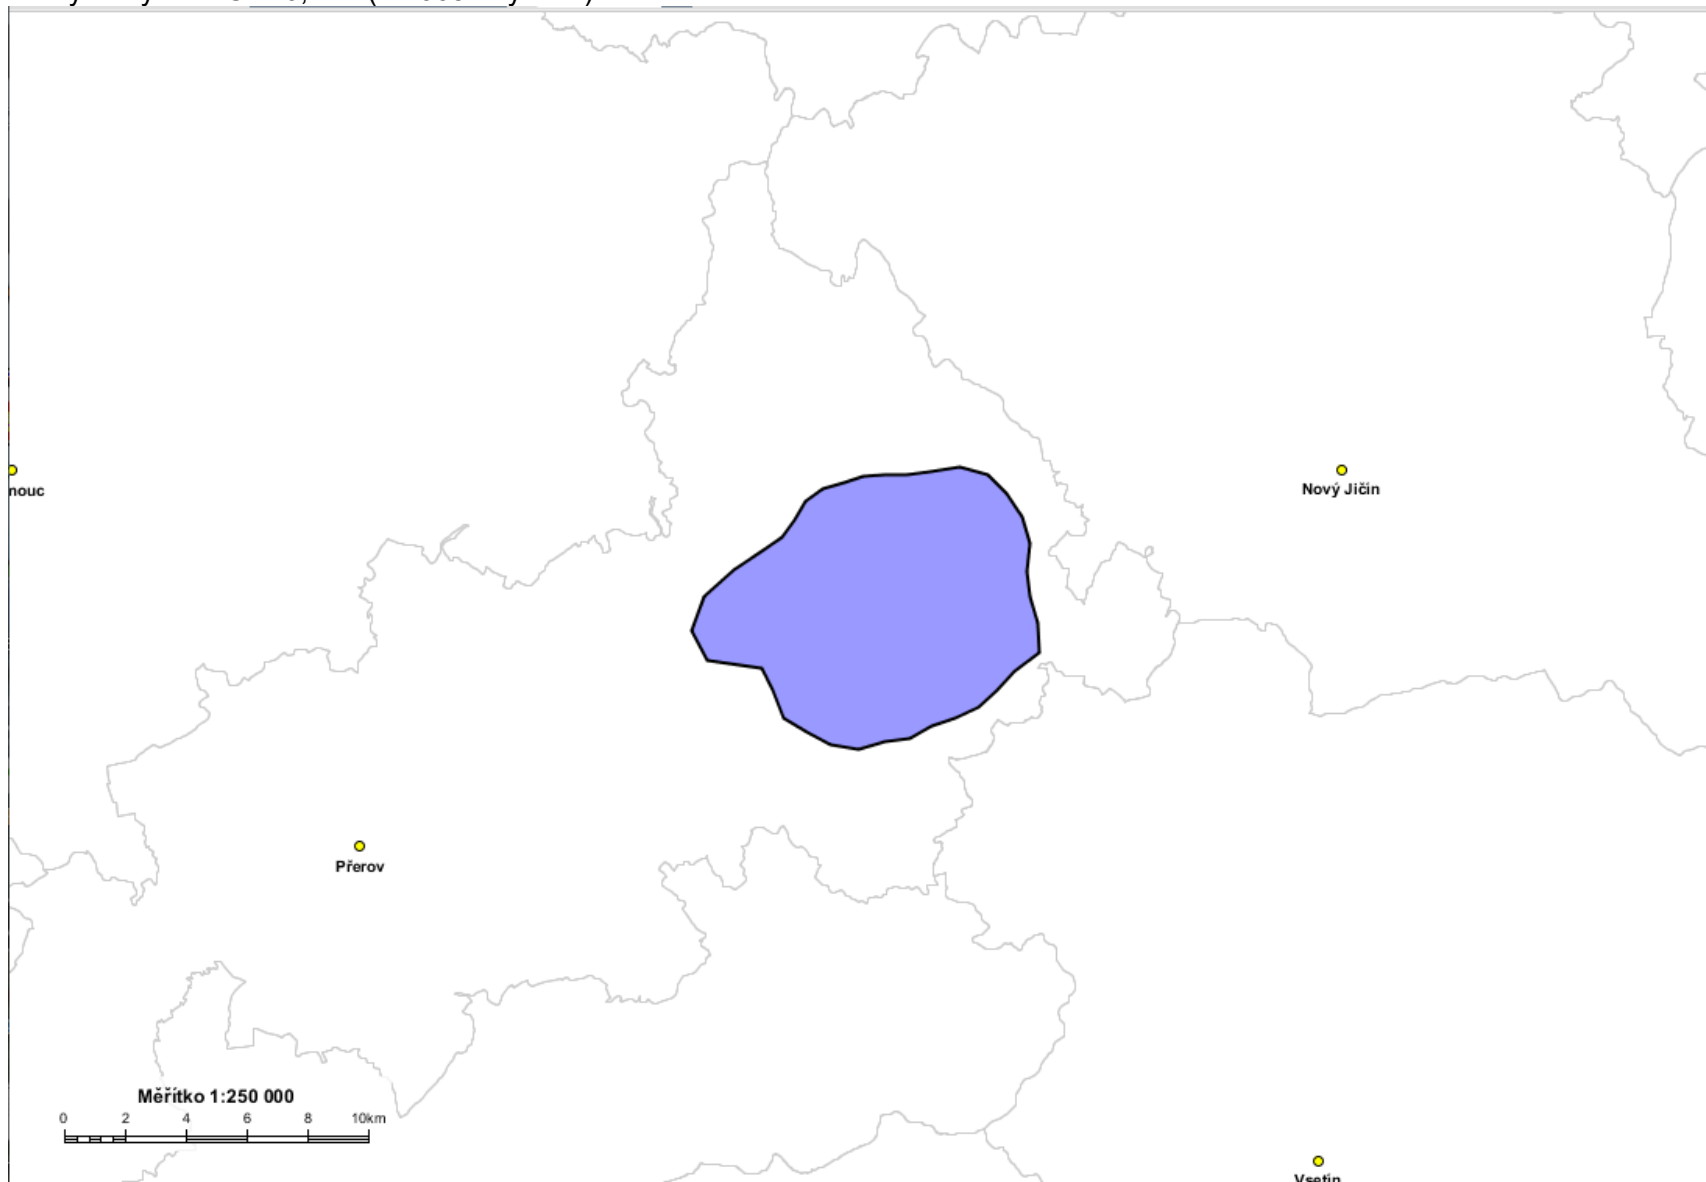 nouc
Nový Jičín
Přerov
Měřítko 1:250 000
0 2 4 6 8 10km
Vsetín